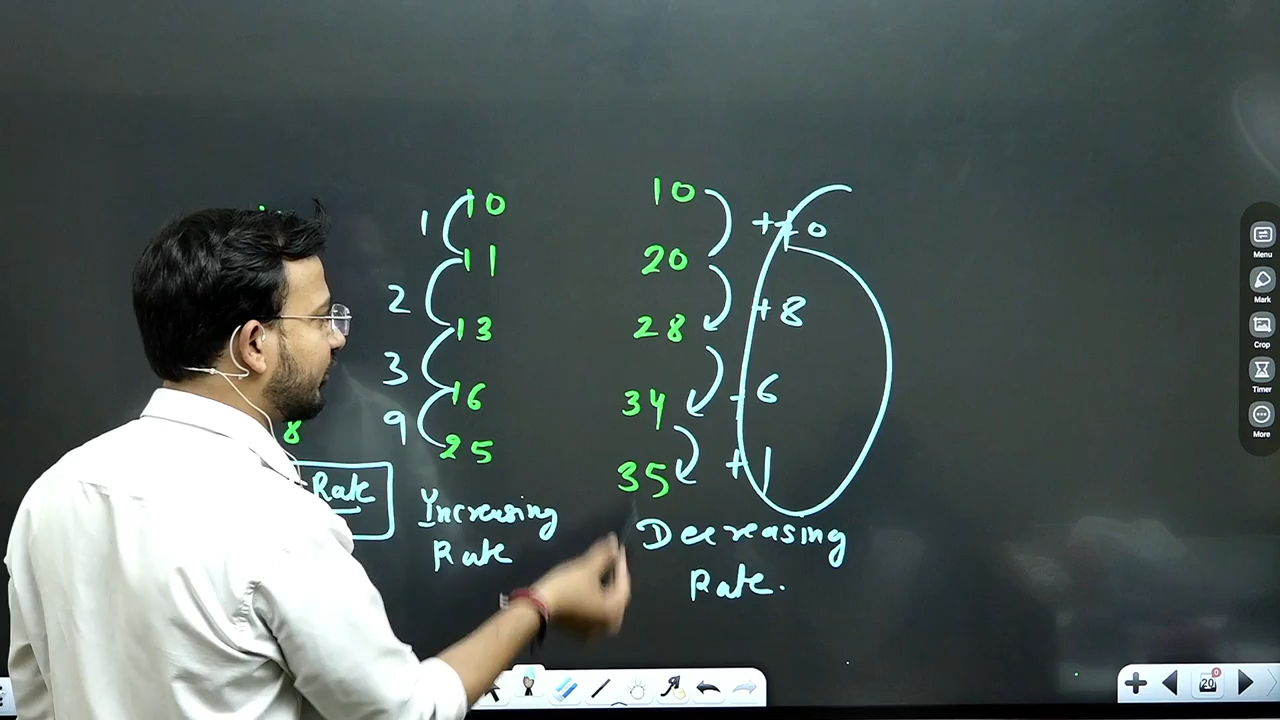 1 10
11
2
13
3
16
9
25
8
Rate
Increasing
Rate
10
20
28
34
35
+10
+8
6
+1
Decreasing
Rate.
Menu
Mark
Crop
Timer
More
20